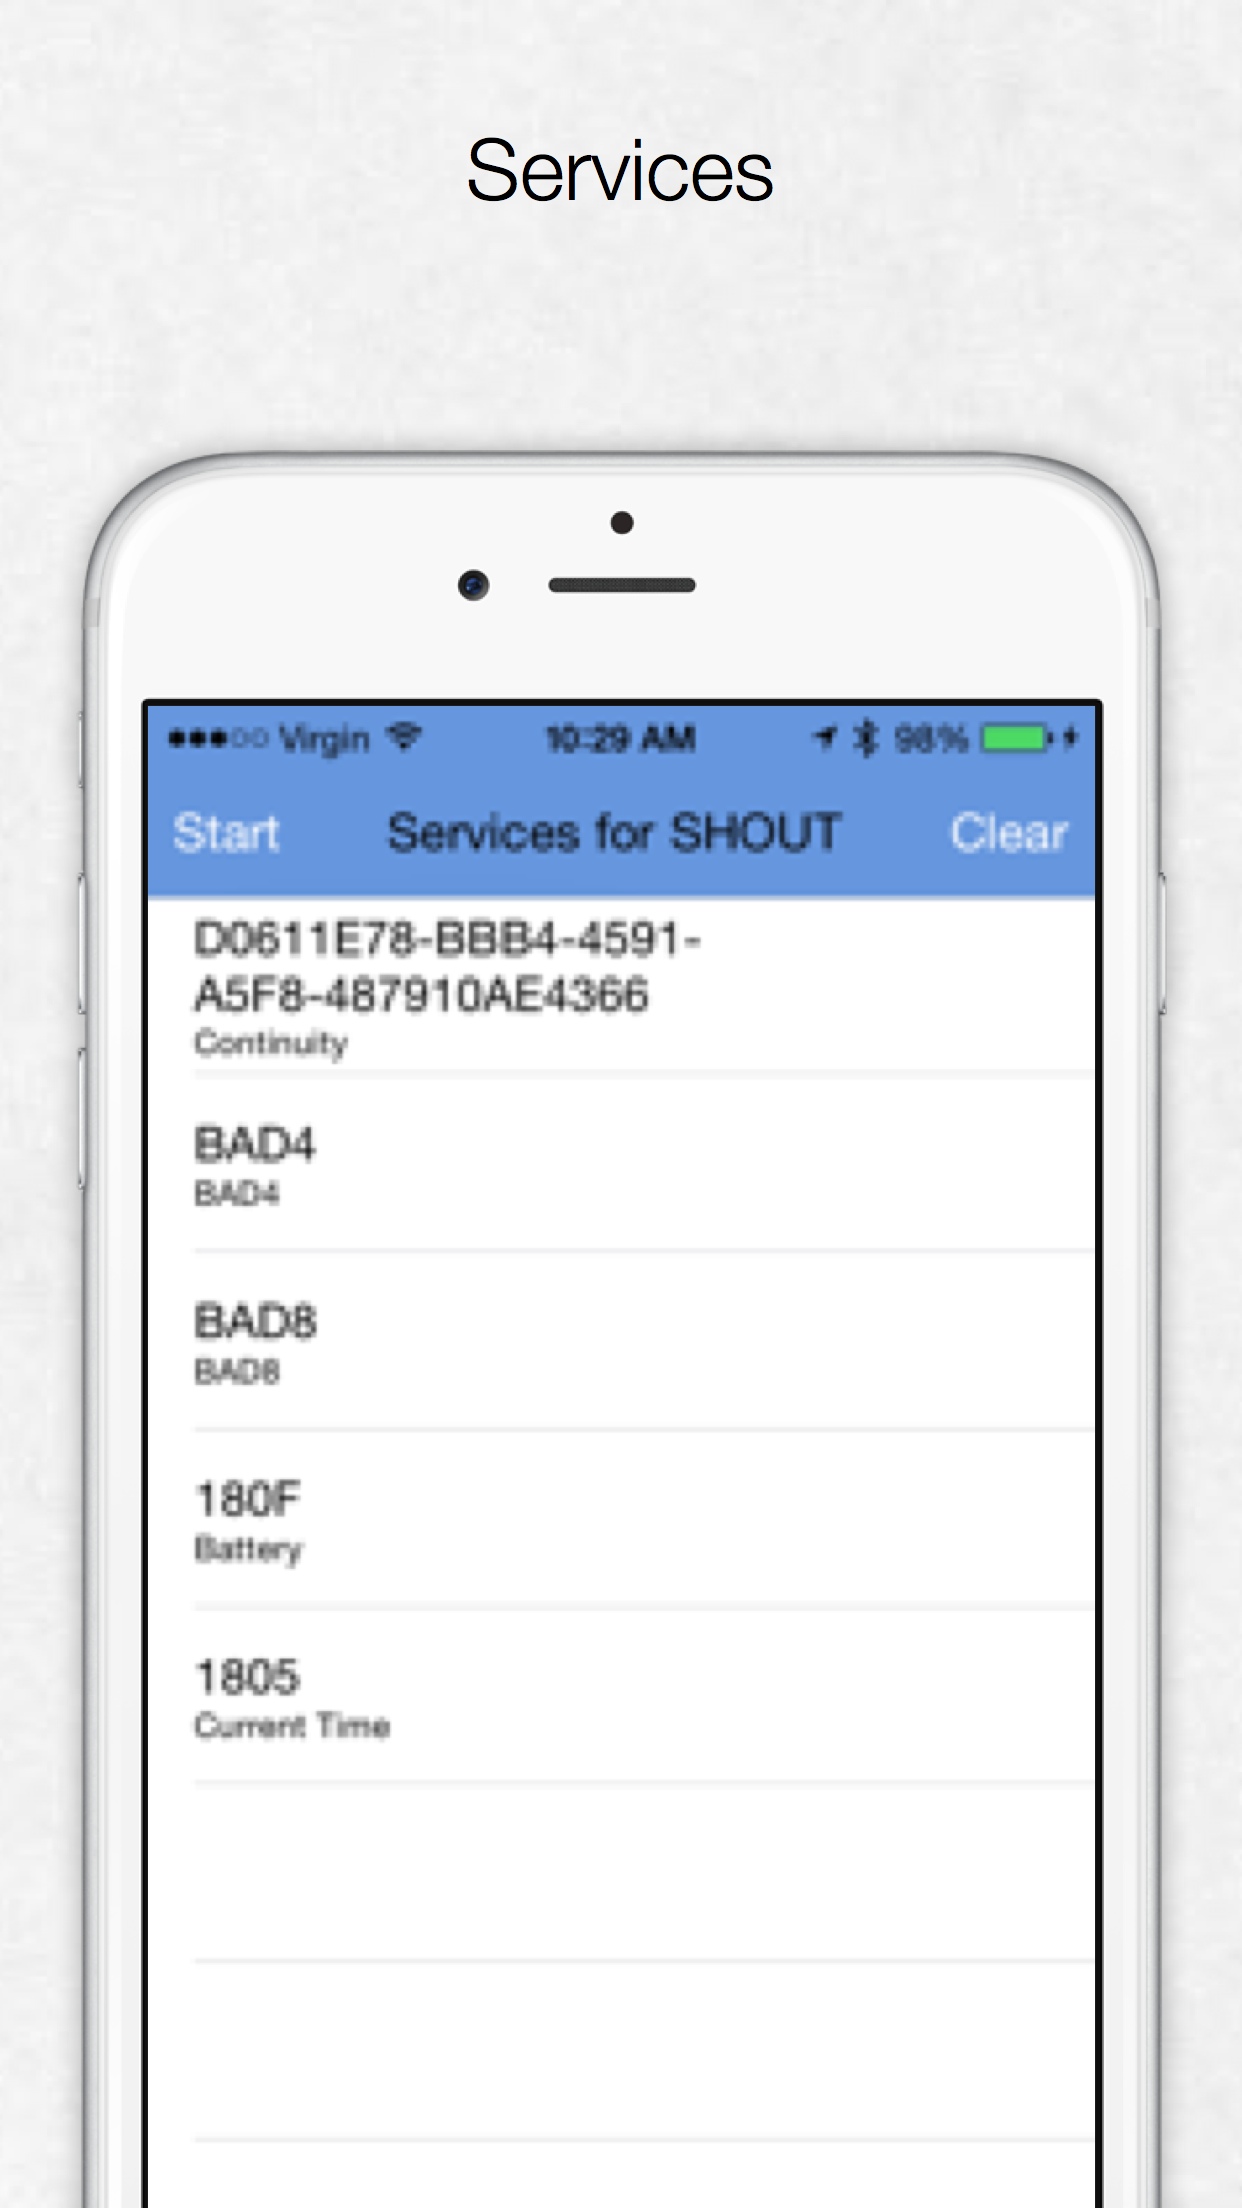 Services
Virgin 10:29 AM 98%
Start Services for SHOUT Clear
D0611E78-BBB4-4591-
A5F8-487910AE4366
Continuity
BAD4
BAD4
BAD8
BAD8
180F
Battery
1805
Current Time